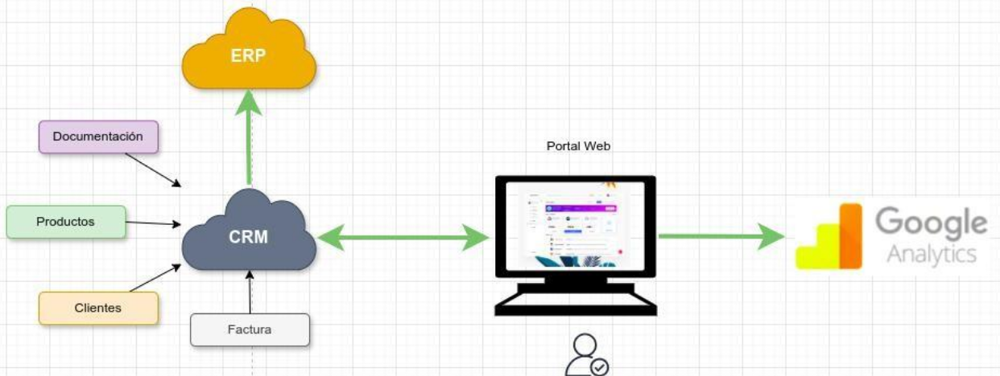 ERP
Documentación
Portal Web
Productos
CRM
Google
Analytics
Clientes
Factura